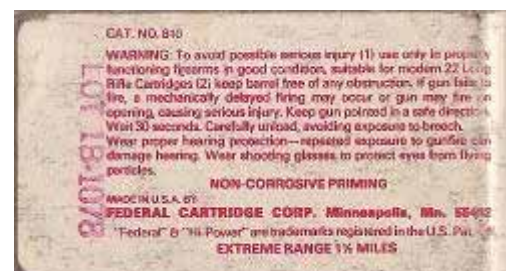 CAT. NO. 810
WARNING: To avoid possible serious injury (1) use only in properly
functioning firearms in good condition, suitable for modern 22 Long
Rifle Cartridges (2) keep barrel free of any obstruction. If gun fails to
fire, a mechanically delayed firing may occur or gun may fire on
opening, causing serious injury. Keep gun pointed in a safe direction.
Wait 30 seconds. Carefully unload, avoiding exposure to breech.
Wear proper hearing protection—repeated exposure to gunfire can
damage hearing. Wear shooting glasses to protect eyes from flying
particles.
NON-CORROSIVE PRIMING
MADE IN U.S.A. BY
FEDERAL CARTRIDGE CORP. Minneapolis, Mn.
"Federal" & "Hi-Power" are trademarks registered in the U.S. Pat.
EXTREME RANGE 1¼ MILES
LOT 1B-1078